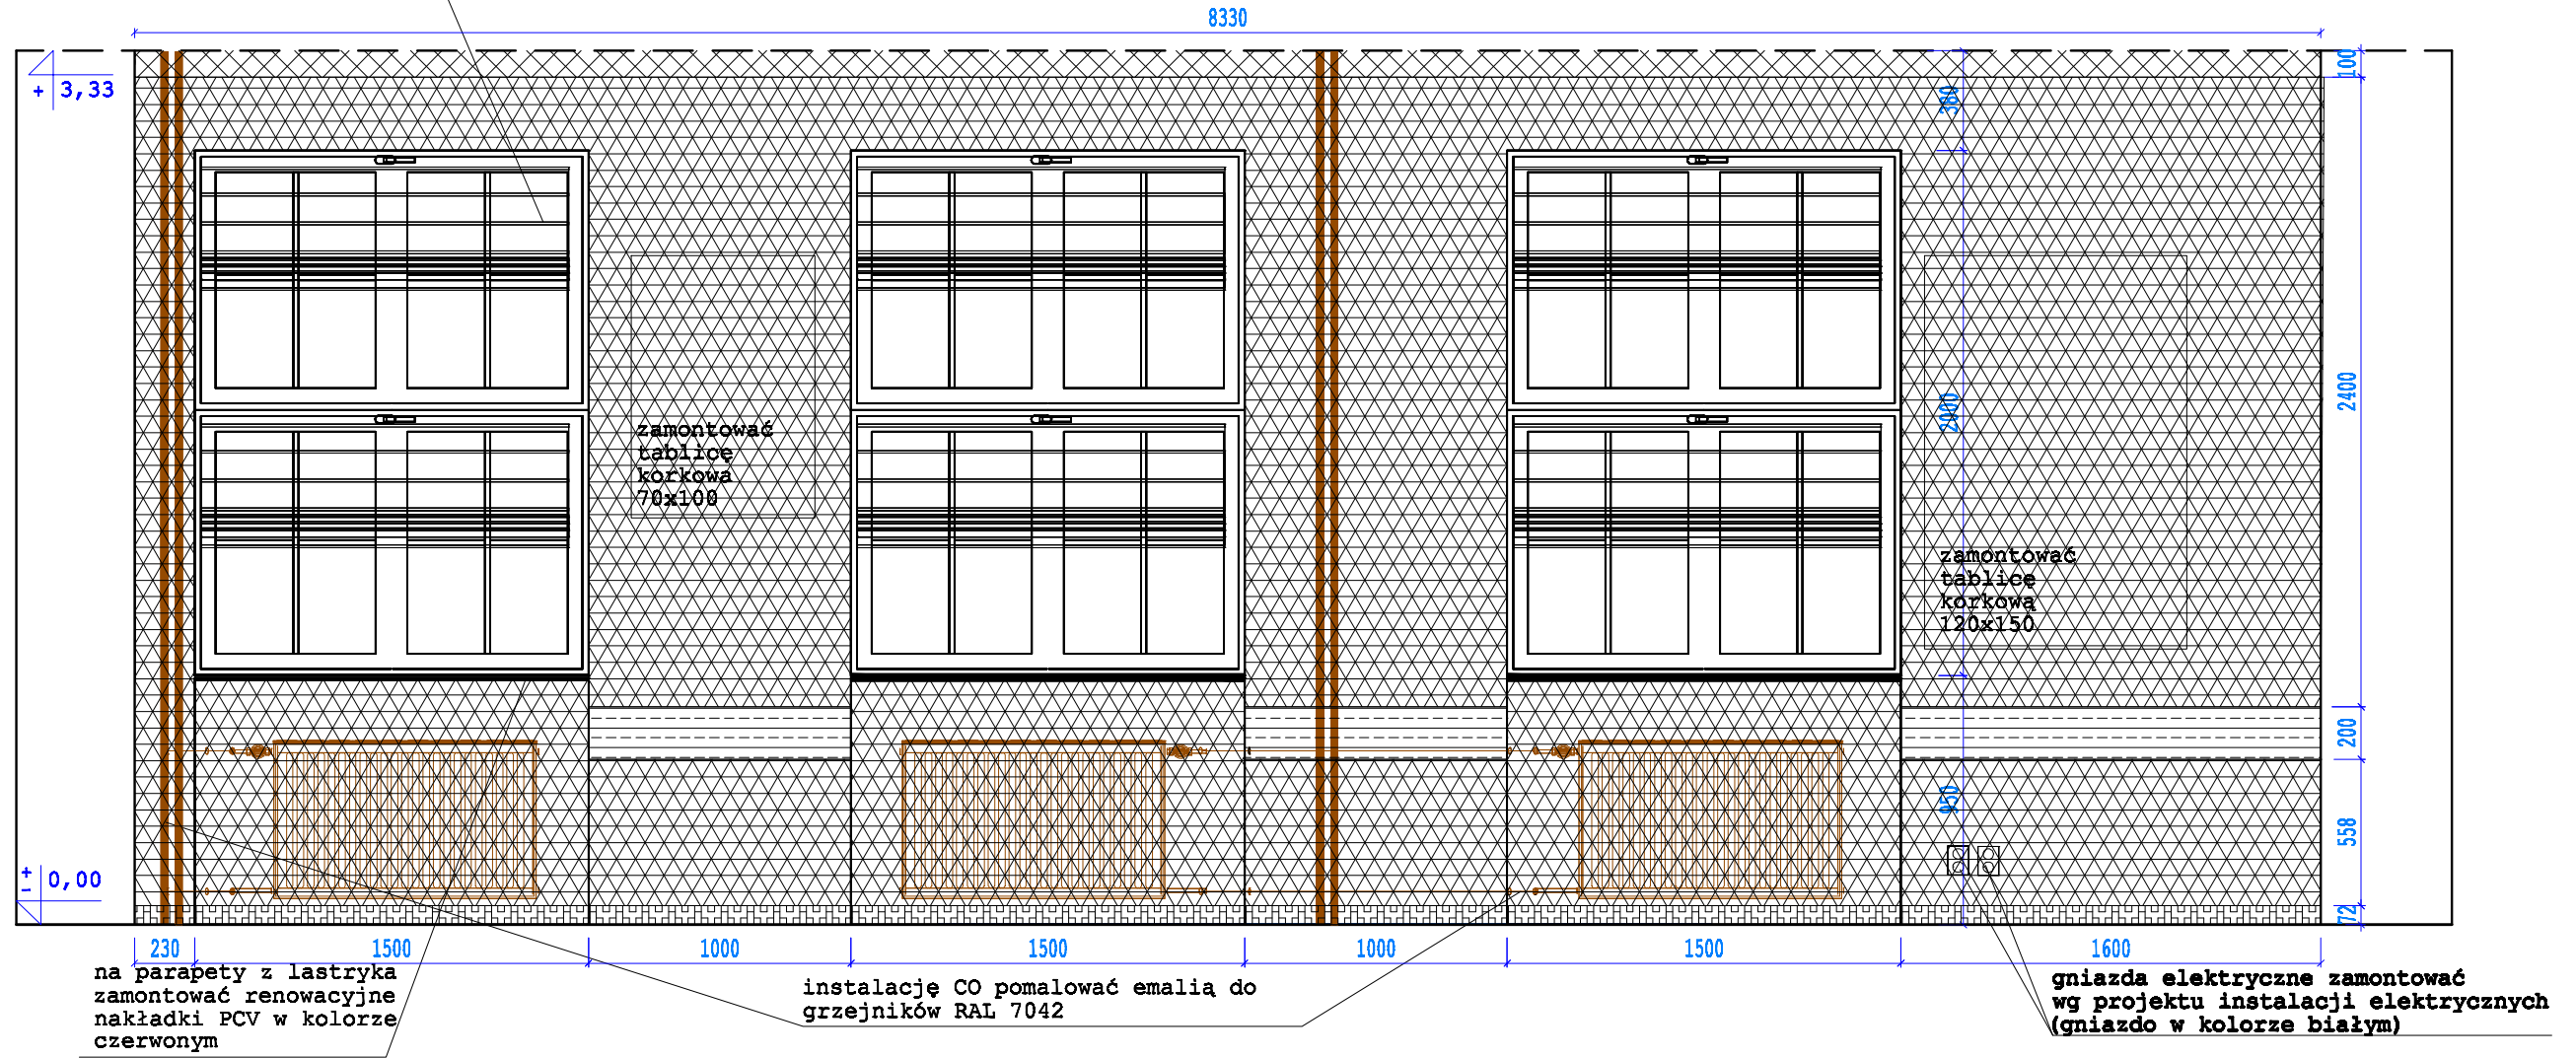 8330
+ 3,33
100
380
2400
2000
zamontować
tablicę
korkową
70x100
zamontować
tablicę
korkową
120x150
200
950
558
+
- 0,00
72
230
1500
1000
1500
1000
1500
1600
na parapety z lastryka
zamontować renowacyjne
nakładki PCV w kolorze
czerwonym
instalację CO pomalować emalią do
grzejników RAL 7042
gniazda elektryczne zamontować
wg projektu instalacji elektrycznych
(gniazdo w kolorze białym)